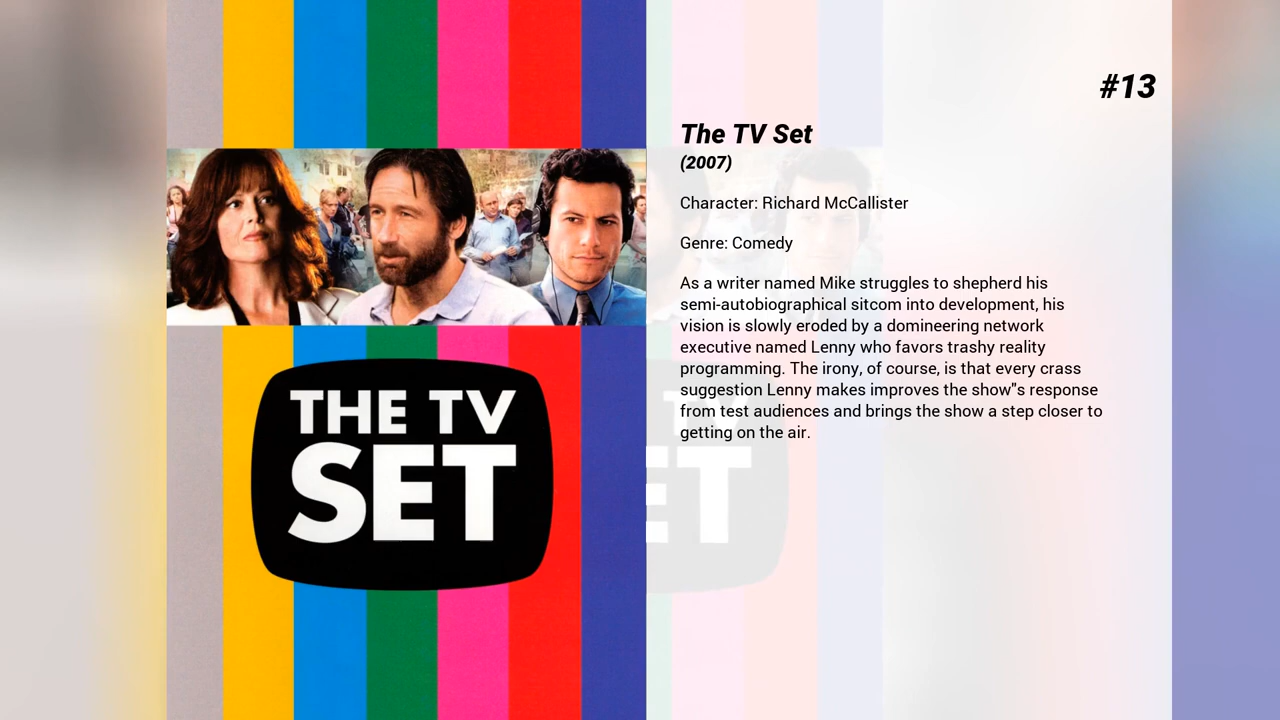 #13
The TV Set
(2007)
Character: Richard McCallister
Genre: Comedy
As a writer named Mike struggles to shepherd his
semi-autobiographical sitcom into development, his
vision is slowly eroded by a domineering network
executive named Lenny who favors trashy reality
programming. The irony, of course, is that every crass
suggestion Lenny makes improves the show"s response
from test audiences and brings the show a step closer to
getting on the air.
THE TV
SET
TV
ET